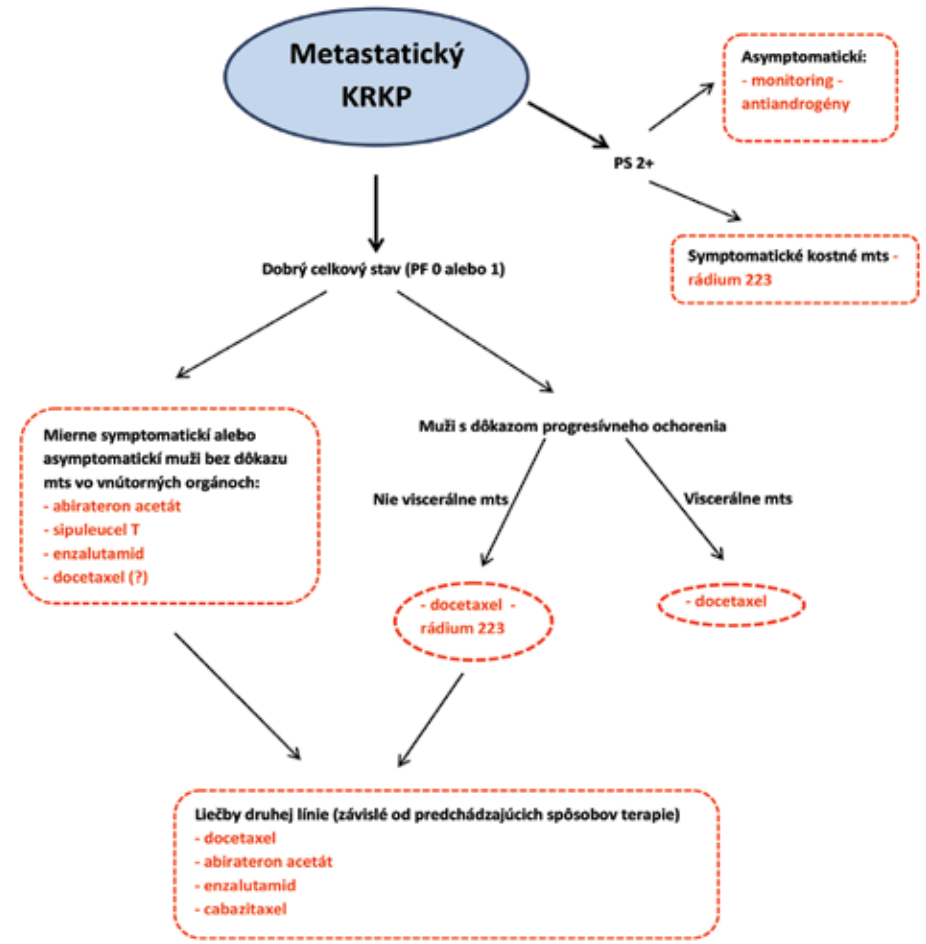 Metastatický
KRKP
Asymptomatickí:
- monitoring -
antiandrogény
PS 2+
Symptomatické kostné mts -
rádium 223
Dobrý celkový stav (PF 0 alebo 1)
Mierne symptomatickí alebo
asymptomatickí muži bez dôkazu
mts vo vnútorných orgánoch:
- abirateron acetát
- sipuleucel T
- enzalutamid
- docetaxel (?)
Muži s dôkazom progresívneho ochorenia
Nie viscerálne mts
Viscerálne mts
- docetaxel -
rádium 223
- docetaxel
Liečby druhej línie (závislé od predchádzajúcich spôsobov terapie)
- docetaxel
- abirateron acetát
- enzalutamid
- cabazitaxel